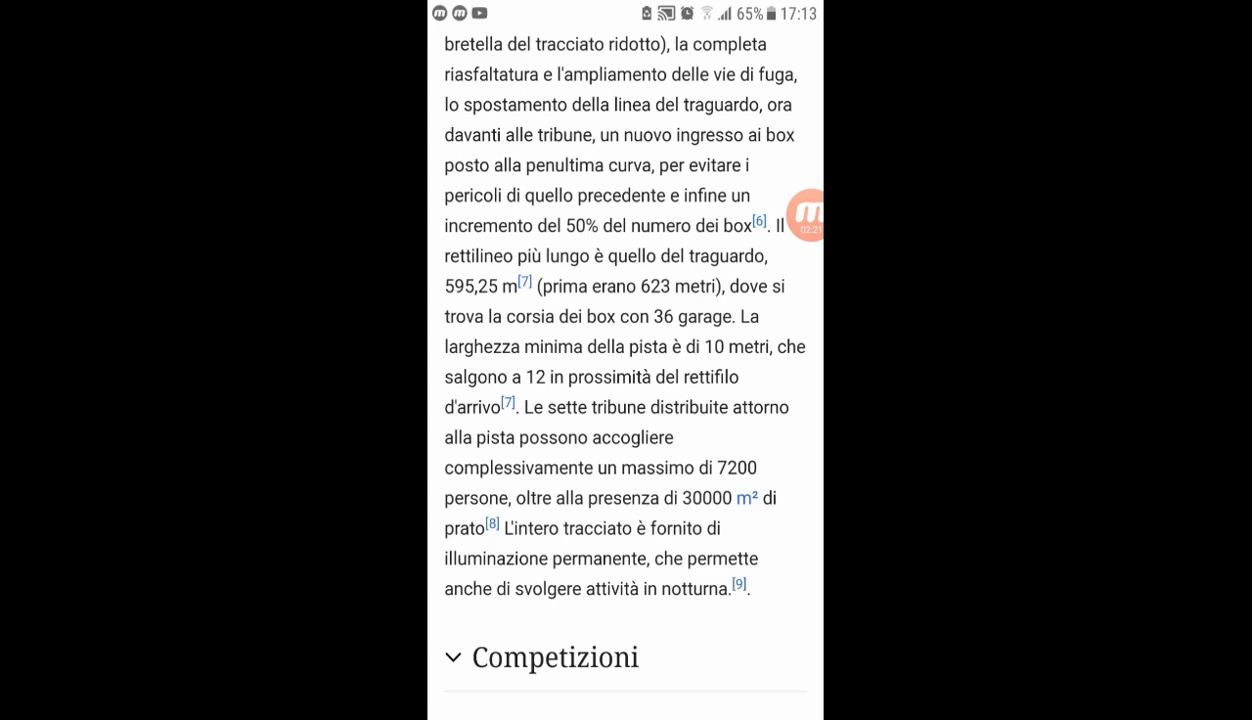 65% 17:13
bretella del tracciato ridotto), la completa
riasfaltatura e l'ampliamento delle vie di fuga,
lo spostamento della linea del traguardo, ora
davanti alle tribune, un nuovo ingresso ai box
posto alla penultima curva, per evitare i
pericoli di quello precedente e infine un
incremento del 50% del numero dei box[6]. Il
02:21
rettilineo più lungo è quello del traguardo,
595,25 m[7] (prima erano 623 metri), dove si
trova la corsia dei box con 36 garage. La
larghezza minima della pista è di 10 metri, che
salgono a 12 in prossimità del rettifilo
d'arrivo[7]. Le sette tribune distribuite attorno
alla pista possono accogliere
complessivamente un massimo di 7200
persone, oltre alla presenza di 30000 m² di
prato[8] L'intero tracciato è fornito di
illuminazione permanente, che permette
anche di svolgere attività in notturna.[9].
Competizioni